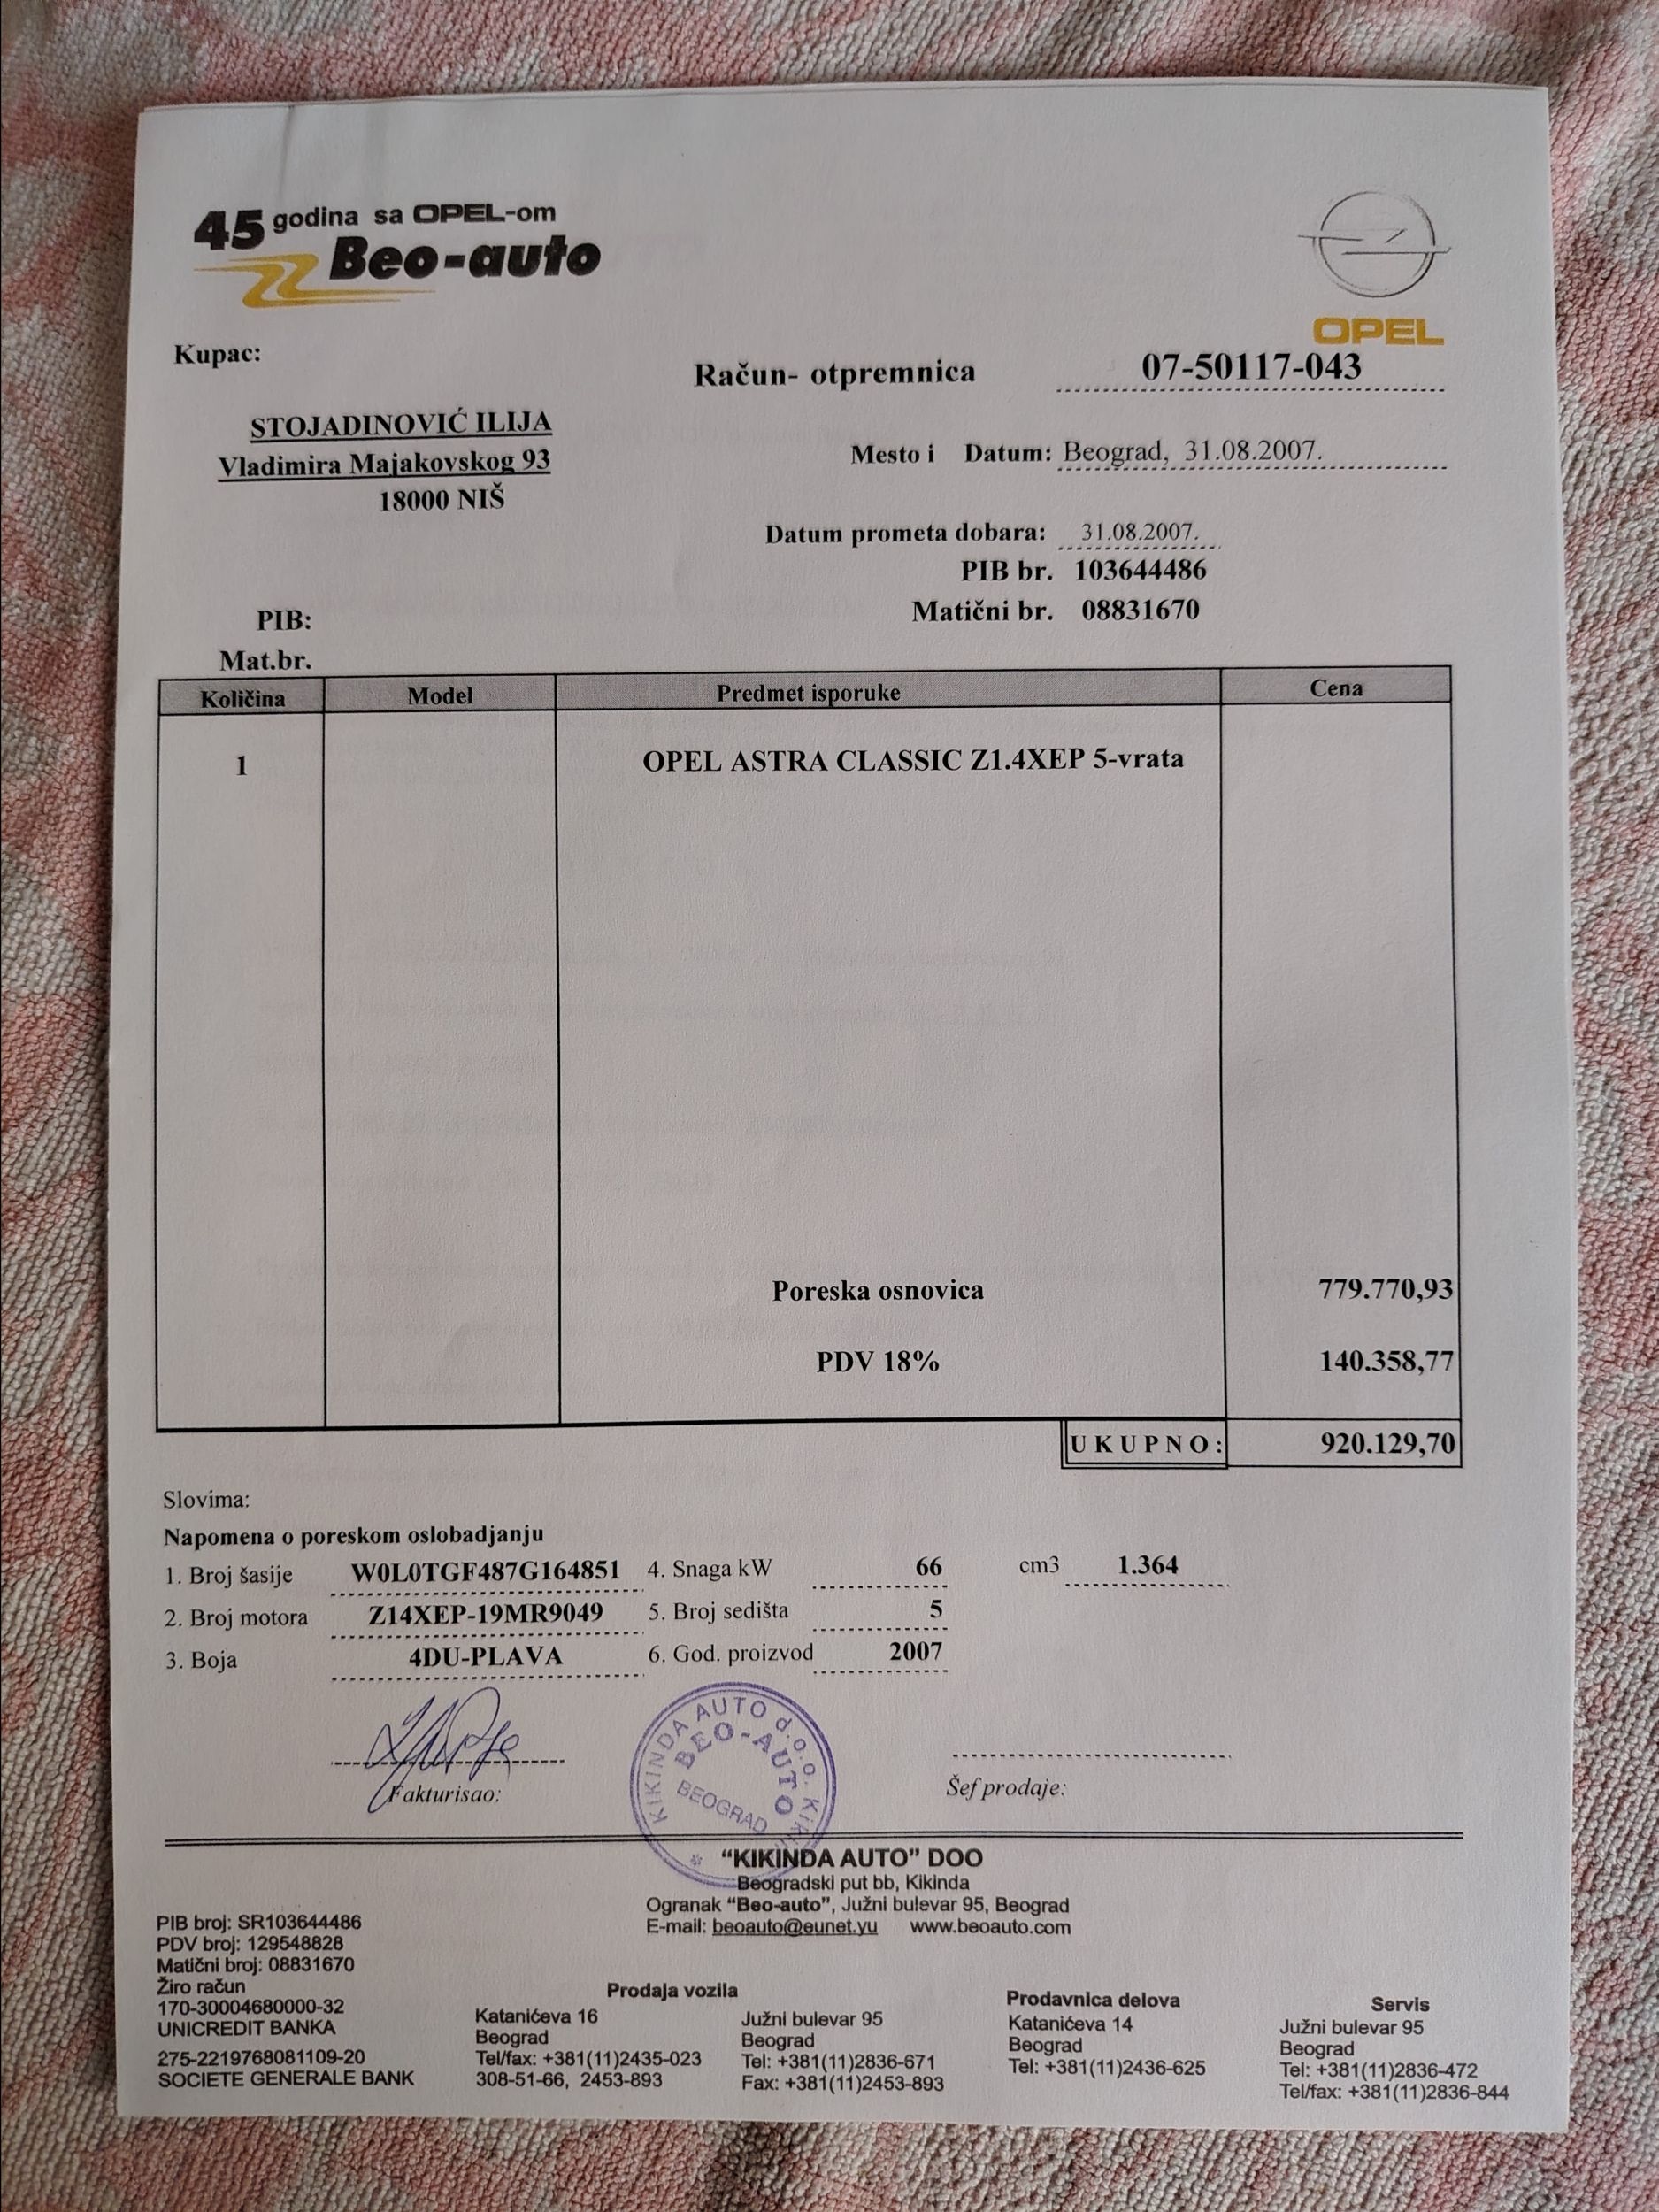 45 godina sa OPEL-om
Beo-auto
OPEL
Kupac:
Račun- otpremnica 07-50117-043
STOJADINOVIĆ ILIJA
Vladimira Majakovskog 93
18000 NIŠ
Mesto i Datum: Beograd, 31.08.2007.
Datum prometa dobara: 31.08.2007.
PIB br. 103644486
Matični br. 08831670
PIB:
Mat.br.
Količina Model Predmet isporuke Cena
1 OPEL ASTRA CLASSIC Z1.4XEP 5-vrata
Poreska osnovica 779.770,93
PDV 18% 140.358,77
UKUPNO: 920.129,70
Slovima:
Napomena o poreskom oslobadjanju
1. Broj šasije W0L0TGF487G164851 4. Snaga kW 66 cm3 1.364
2. Broj motora Z14XEP-19MR9049 5. Broj sedišta 5
3. Boja 4DU-PLAVA 6. God. proizvod 2007
Fakturisao:
KIKINDA AUTO d.o.o. KIKI
BEO-AUTO
BEOGRAD
Šef prodaje:
“KIKINDA AUTO” DOO
Beogradski put bb, Kikinda
Ogranak “Beo-auto”, Južni bulevar 95, Beograd
E-mail: beoauto@eunet.yu www.beoauto.com
PIB broj: SR103644486
PDV broj: 129548828
Matični broj: 08831670
Žiro račun
170-30004680000-32
UNICREDIT BANKA
275-2219768081109-20
SOCIETE GENERALE BANK
Prodaja vozila
Katanićeva 16
Beograd
Tel/fax: +381(11)2435-023
308-51-66, 2453-893
Južni bulevar 95
Beograd
Tel: +381(11)2836-671
Fax: +381(11)2453-893
Prodavnica delova
Katanićeva 14
Beograd
Tel: +381(11)2436-625
Servis
Južni bulevar 95
Beograd
Tel: +381(11)2836-472
Tel/fax: +381(11)2836-844